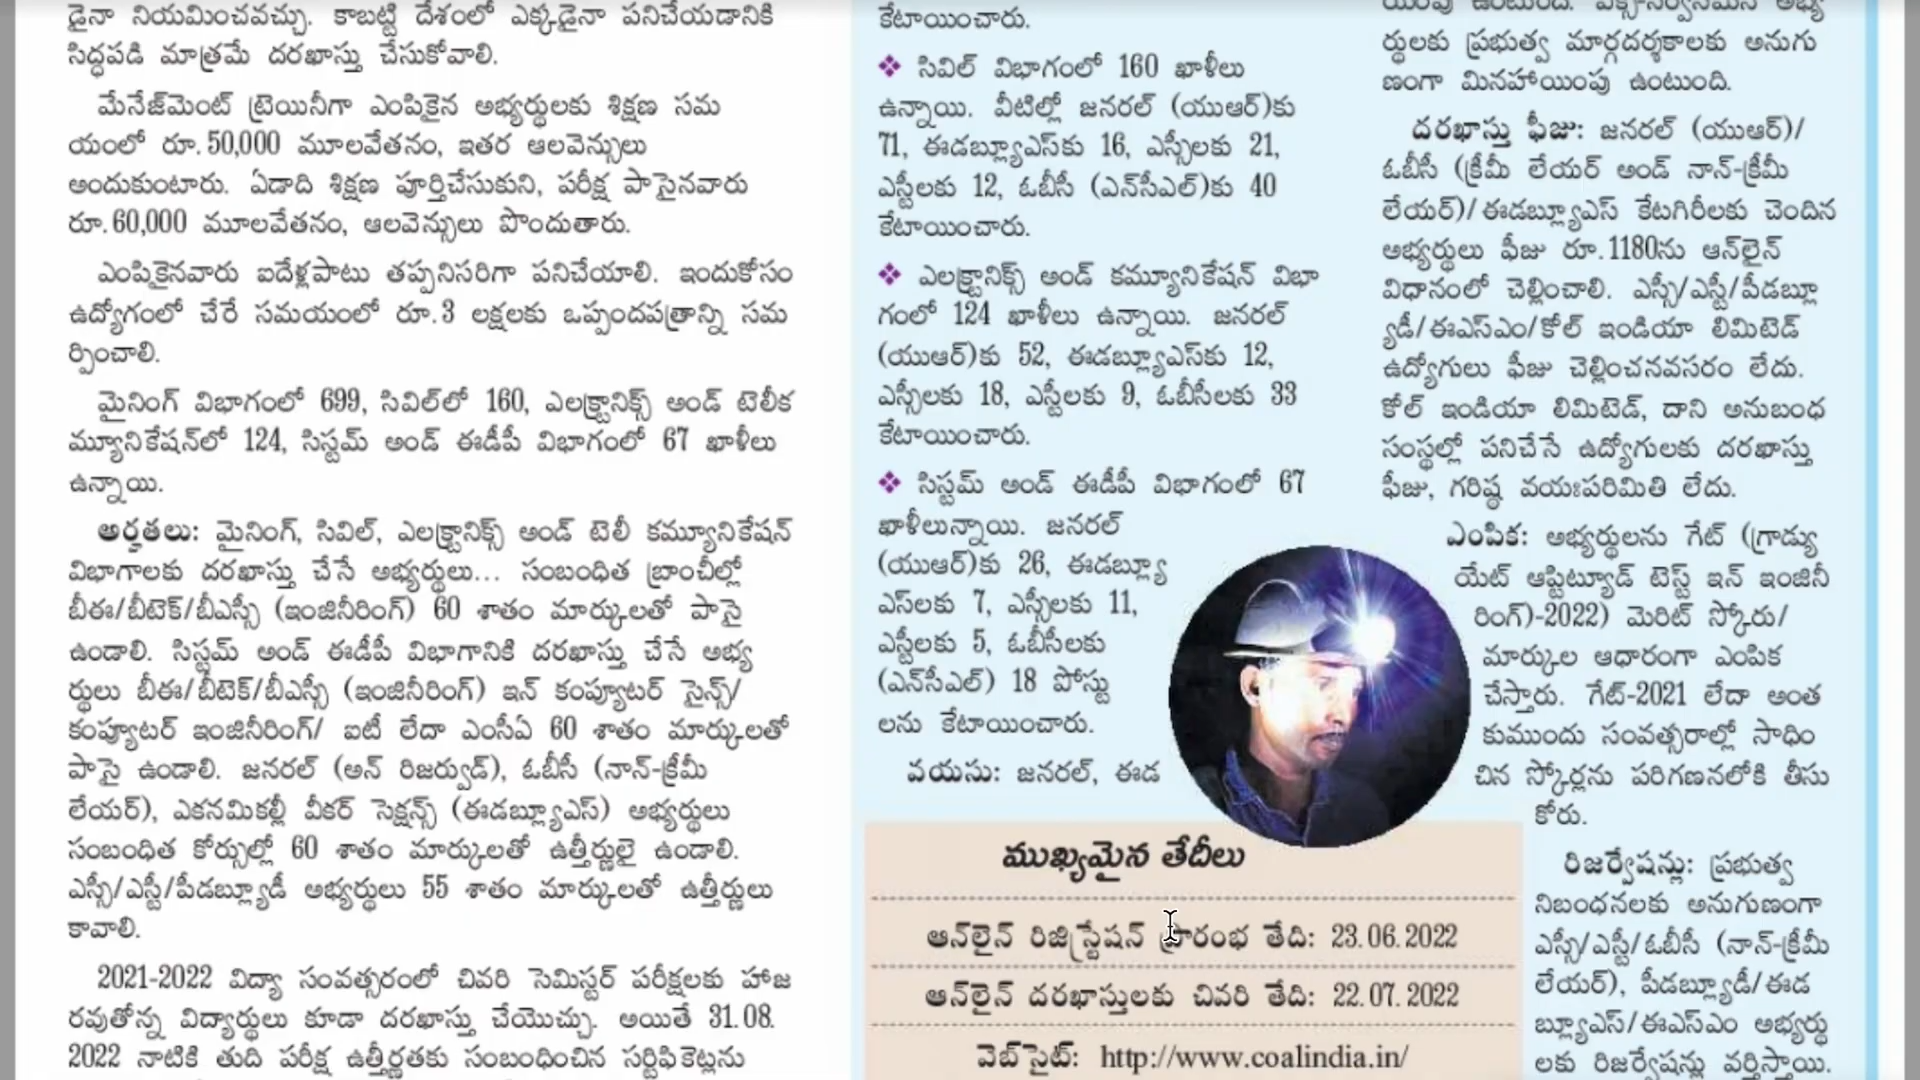 డైనా నియమించవచ్చు. కాబట్టి దేశంలో ఎక్కడైనా పనిచేయడానికి
సిద్ధపడి మాత్రమే దరఖాస్తు చేసుకోవాలి.
మేనేజ్‌మెంట్ ట్రెయినీగా ఎంపికైన అభ్యర్థులకు శిక్షణ సమ
యంలో రూ.50,000 మూలవేతనం, ఇతర ఆలవెన్సులు
అందుకుంటారు. ఏడాది శిక్షణ పూర్తిచేసుకుని, పరీక్ష పాసైనవారు
రూ.60,000 మూలవేతనం, ఆలవెన్సులు పొందుతారు.
ఎంపికైనవారు ఐదేళ్లపాటు తప్పనిసరిగా పనిచేయాలి. ఇందుకోసం
ఉద్యోగంలో చేరే సమయంలో రూ.3 లక్షలకు ఒప్పందపత్రాన్ని సమ
ర్పించాలి.
మైనింగ్ విభాగంలో 699, సివిల్‌లో 160, ఎలక్ట్రానిక్స్ అండ్ టెలీక
మ్యూనికేషన్‌లో 124, సిస్టమ్ అండ్ ఈడీపీ విభాగంలో 67 ఖాళీలు
ఉన్నాయి.
అర్హతలు: మైనింగ్, సివిల్, ఎలక్ట్రానిక్స్ అండ్ టెలీ కమ్యూనికేషన్
విభాగాలకు దరఖాస్తు చేసే అభ్యర్థులు... సంబంధిత బ్రాంచీల్లో
బీఈ/బీటెక్/బీఎస్సీ (ఇంజినీరింగ్) 60 శాతం మార్కులతో పాసై
ఉండాలి. సిస్టమ్ అండ్ ఈడీపీ విభాగానికి దరఖాస్తు చేసే అభ్య
ర్థులు బీఈ/బీటెక్/బీఎస్సీ (ఇంజినీరింగ్) ఇన్ కంప్యూటర్ సైన్స్/
కంప్యూటర్ ఇంజినీరింగ్/ ఐటీ లేదా ఎంసీఏ 60 శాతం మార్కులతో
పాసై ఉండాలి. జనరల్ (అన్ రిజర్వుడ్), ఓబీసీ (నాన్-క్రీమీ
లేయర్), ఎకనమికల్లీ వీకర్ సెక్షన్స్ (ఈడబ్ల్యూఎస్) అభ్యర్థులు
సంబంధిత కోర్సుల్లో 60 శాతం మార్కులతో ఉత్తీర్ణులై ఉండాలి.
ఎస్సీ/ఎస్టీ/పీడబ్ల్యూడీ అభ్యర్థులు 55 శాతం మార్కులతో ఉత్తీర్ణులు
కావాలి.
2021-2022 విద్యా సంవత్సరంలో చివరి సెమిస్టర్ పరీక్షలకు హాజ
రవుతోన్న విద్యార్థులు కూడా దరఖాస్తు చేయొచ్చు. అయితే 31.08.
2022 నాటికి తుది పరీక్ష ఉత్తీర్ణతకు సంబంధించిన సర్టిఫికెట్లను
కేటాయించారు.
❖ సివిల్ విభాగంలో 160 ఖాళీలు
ఉన్నాయి. వీటిల్లో జనరల్ (యుఆర్)కు
71, ఈడబ్ల్యూఎస్‌కు 16, ఎస్సీలకు 21,
ఎస్టీలకు 12, ఓబీసీ (ఎన్‌సీఎల్)కు 40
కేటాయించారు.
❖ ఎలక్ట్రానిక్స్ అండ్ కమ్యూనికేషన్ విభా
గంలో 124 ఖాళీలు ఉన్నాయి. జనరల్
(యుఆర్)కు 52, ఈడబ్ల్యూఎస్‌కు 12,
ఎస్సీలకు 18, ఎస్టీలకు 9, ఓబీసీలకు 33
కేటాయించారు.
❖ సిస్టమ్ అండ్ ఈడీపీ విభాగంలో 67
ఖాళీలున్నాయి. జనరల్
(యుఆర్)కు 26, ఈడబ్ల్యూ
ఎస్‌లకు 7, ఎస్సీలకు 11,
ఎస్టీలకు 5, ఓబీసీలకు
(ఎన్‌సీఎల్) 18 పోస్టు
లను కేటాయించారు.
వయసు: జనరల్, ఈడ
ముఖ్యమైన తేదీలు
ఆన్‌లైన్ రిజిస్ట్రేషన్ ప్రారంభ తేది: 23.06.2022
ఆన్‌లైన్ దరఖాస్తులకు చివరి తేది: 22.07.2022
వెబ్‌సైట్: http://www.coalindia.in/
యింపు ఉంటుంది. ఎక్స్-సర్వీస్‌మెన్ అభ్య
ర్థులకు ప్రభుత్వ మార్గదర్శకాలకు అనుగు
ణంగా మినహాయింపు ఉంటుంది.
దరఖాస్తు ఫీజు: జనరల్ (యుఆర్)/
ఓబీసీ (క్రీమీ లేయర్ అండ్ నాన్-క్రీమీ
లేయర్)/ఈడబ్ల్యూఎస్ కేటగిరీలకు చెందిన
అభ్యర్థులు ఫీజు రూ.1180ను ఆన్‌లైన్
విధానంలో చెల్లించాలి. ఎస్సీ/ఎస్టీ/పీడబ్ల్యూ
డీ/ఈఎస్ఎం/కోల్ ఇండియా లిమిటెడ్
ఉద్యోగులు ఫీజు చెల్లించనవసరం లేదు.
కోల్ ఇండియా లిమిటెడ్, దాని అనుబంధ
సంస్థల్లో పనిచేసే ఉద్యోగులకు దరఖాస్తు
ఫీజు, గరిష్ఠ వయఃపరిమితి లేదు.
ఎంపిక: అభ్యర్థులను గేట్ (గ్రాడ్యు
యేట్ ఆప్టిట్యూడ్ టెస్ట్ ఇన్ ఇంజినీ
రింగ్)-2022) మెరిట్ స్కోరు/
మార్కుల ఆధారంగా ఎంపిక
చేస్తారు. గేట్-2021 లేదా అంత
కుముందు సంవత్సరాల్లో సాధిం
చిన స్కోర్లను పరిగణనలోకి తీసు
కోరు.
రిజర్వేషన్లు: ప్రభుత్వ
నిబంధనలకు అనుగుణంగా
ఎస్సీ/ఎస్టీ/ఓబీసీ (నాన్-క్రీమీ
లేయర్), పీడబ్ల్యూడీ/ఈడ
బ్ల్యూఎస్/ఈఎస్ఎం అభ్యర్థు
లకు రిజర్వేషన్లు వర్తిస్తాయి.